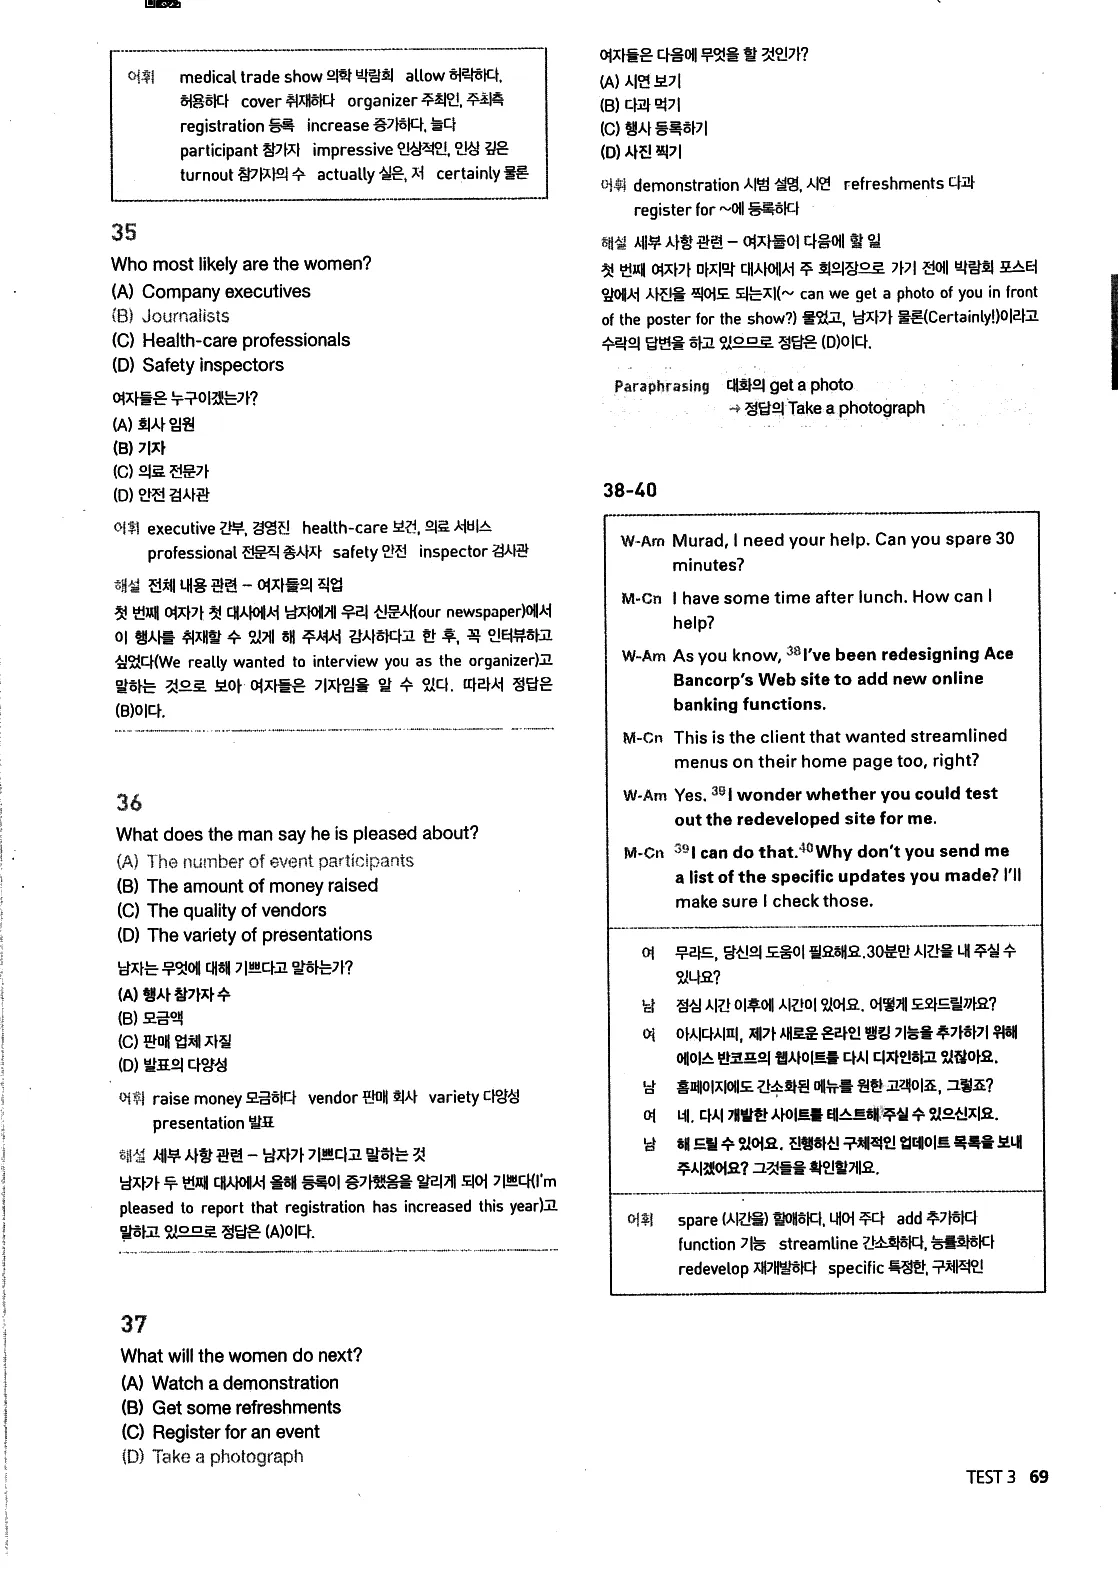 어휘 medical trade show 의학 박람회 allow 허락하다,
허용하다 cover 취재하다 organizer 주최인, 주최측
registration 등록 increase 증가하다, 늘다
participant 참가자 impressive 인상적인, 인상 깊은
turnout 참가자의 수 actually 실은, 저 certainly 물론
35
Who most likely are the women?
(A) Company executives
(B) Journalists
(C) Health-care professionals
(D) Safety inspectors
여자들은 누구이겠는가?
(A) 회사 임원
(B) 기자
(C) 의료 전문가
(D) 안전 검사관
어휘 executive 간부, 경영진 health-care 보건, 의료 서비스
professional 전문직 종사자 safety 안전 inspector 검사관
해설 전체 내용 관련 – 여자들의 직업
첫 번째 여자가 첫 대사에서 남자에게 우리 신문사(our newspaper)에서
이 행사를 취재할 수 있게 해 주셔서 감사하다고 한 후, 꼭 인터뷰하고
싶었다(We really wanted to interview you as the organizer)고
말하는 것으로 보아 여자들은 기자임을 알 수 있다. 따라서 정답은
(B)이다.
36
What does the man say he is pleased about?
(A) The number of event participants
(B) The amount of money raised
(C) The quality of vendors
(D) The variety of presentations
남자는 무엇에 대해 기쁘다고 말하는가?
(A) 행사 참가자 수
(B) 모금액
(C) 판매 업체 자질
(D) 발표의 다양성
어휘 raise money 모금하다 vendor 판매 회사 variety 다양성
presentation 발표
해설 세부 사항 관련 – 남자가 기쁘다고 말하는 것
남자가 두 번째 대사에서 올해 등록이 증가했음을 알리게 되어 기쁘다(I'm
pleased to report that registration has increased this year)고
말하고 있으므로 정답은 (A)이다.
37
What will the women do next?
(A) Watch a demonstration
(B) Get some refreshments
(C) Register for an event
(D) Take a photograph
여자들은 다음에 무엇을 할 것인가?
(A) 시연 보기
(B) 다과 먹기
(C) 행사 등록하기
(D) 사진 찍기
어휘 demonstration 시범 설명, 시연 refreshments 다과
register for ~에 등록하다
해설 세부 사항 관련 – 여자들이 다음에 할 일
첫 번째 여자가 마지막 대사에서 주 회의장으로 가기 전에 박람회 포스터
앞에서 사진을 찍어도 되는지(~ can we get a photo of you in front
of the poster for the show?) 물었고, 남자가 물론(Certainly!)이라고
수락의 답변을 하고 있으므로 정답은 (D)이다.
Paraphrasing 대화의 get a photo
→ 정답의 Take a photograph
38-40
W-Am Murad, I need your help. Can you spare 30
minutes?
M-Cn I have some time after lunch. How can I
help?
W-Am As you know, 38 I've been redesigning Ace
Bancorp's Web site to add new online
banking functions.
M-Cn This is the client that wanted streamlined
menus on their home page too, right?
W-Am Yes. 39 I wonder whether you could test
out the redeveloped site for me.
M-Cn 39 I can do that. 40 Why don't you send me
a list of the specific updates you made? I'll
make sure I check those.
여 무라드, 당신의 도움이 필요해요.30분만 시간을 내 주실 수
있나요?
남 점심 시간 이후에 시간이 있어요. 어떻게 도와드릴까요?
여 아시다시피, 제가 새로운 온라인 뱅킹 기능을 추가하기 위해
에이스 반코프의 웹사이트를 다시 디자인하고 있잖아요.
남 홈페이지에도 간소화된 메뉴를 원한 고객이죠, 그렇죠?
여 네. 다시 개발한 사이트를 테스트해 주실 수 있으신지요.
남 해 드릴 수 있어요. 진행하신 구체적인 업데이트 목록을 보내
주시겠어요? 그것들을 확인할게요.
어휘 spare (시간을) 할애하다, 내어 주다 add 추가하다
function 기능 streamline 간소화하다, 능률화하다
redevelop 재개발하다 specific 특정한, 구체적인
TEST 3 69